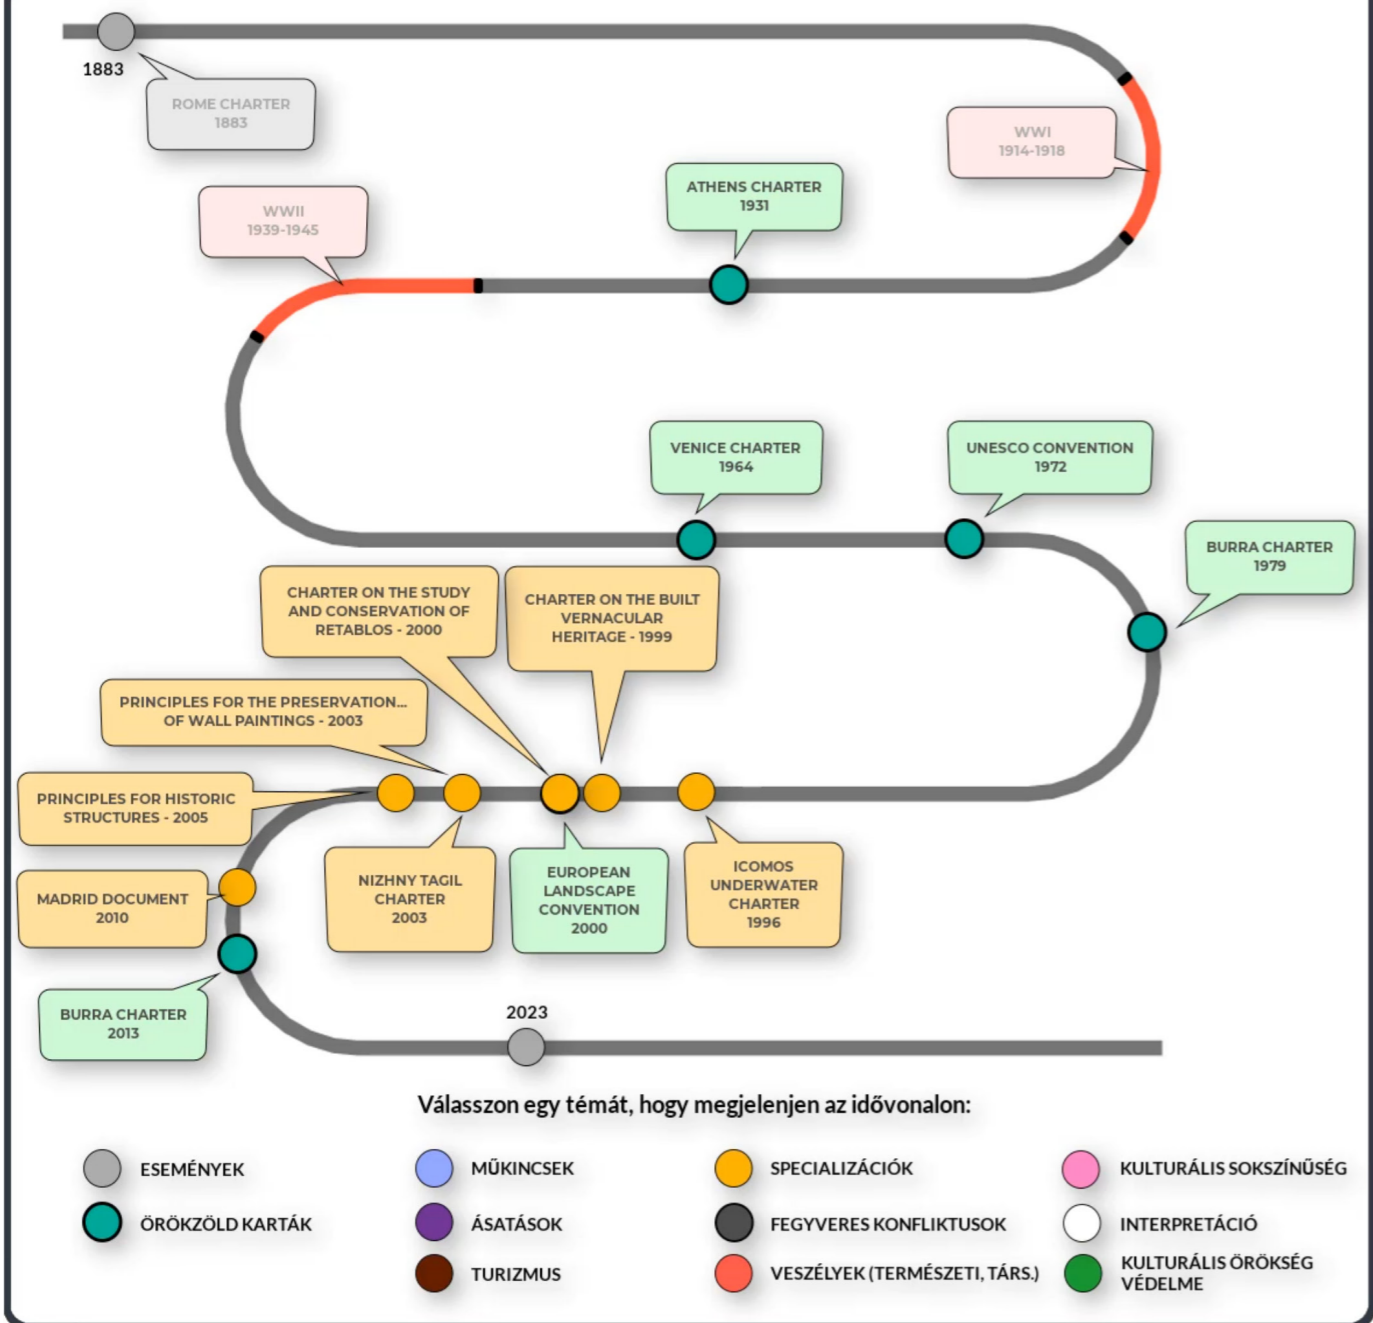 1883
ROME CHARTER
1883
WWI
1914-1918
ATHENS CHARTER
1931
WWII
1939-1945
VENICE CHARTER
1964
UNESCO CONVENTION
1972
BURRA CHARTER
1979
CHARTER ON THE STUDY
AND CONSERVATION OF
RETABLOS - 2000
CHARTER ON THE BUILT
VERNACULAR
HERITAGE - 1999
PRINCIPLES FOR THE PRESERVATION...
OF WALL PAINTINGS - 2003
PRINCIPLES FOR HISTORIC
STRUCTURES - 2005
MADRID DOCUMENT
2010
NIZHNY TAGIL
CHARTER
2003
EUROPEAN
LANDSCAPE
CONVENTION
2000
ICOMOS
UNDERWATER
CHARTER
1996
BURRA CHARTER
2013
2023
Válasszon egy témát, hogy megjelenjen az idővonalon:
ESEMÉNYEK
ÖRÖKZÖLD KARTÁK
MŰKINCSEK
ÁSATÁSOK
TURIZMUS
SPECIALIZÁCIÓK
FEGYVERES KONFLIKTUSOK
VESZÉLYEK (TERMÉSZETI, TÁRS.)
KULTURÁLIS SOKSZÍNŰSÉG
INTERPRETÁCIÓ
KULTURÁLIS ÖRÖKSÉG
VÉDELME